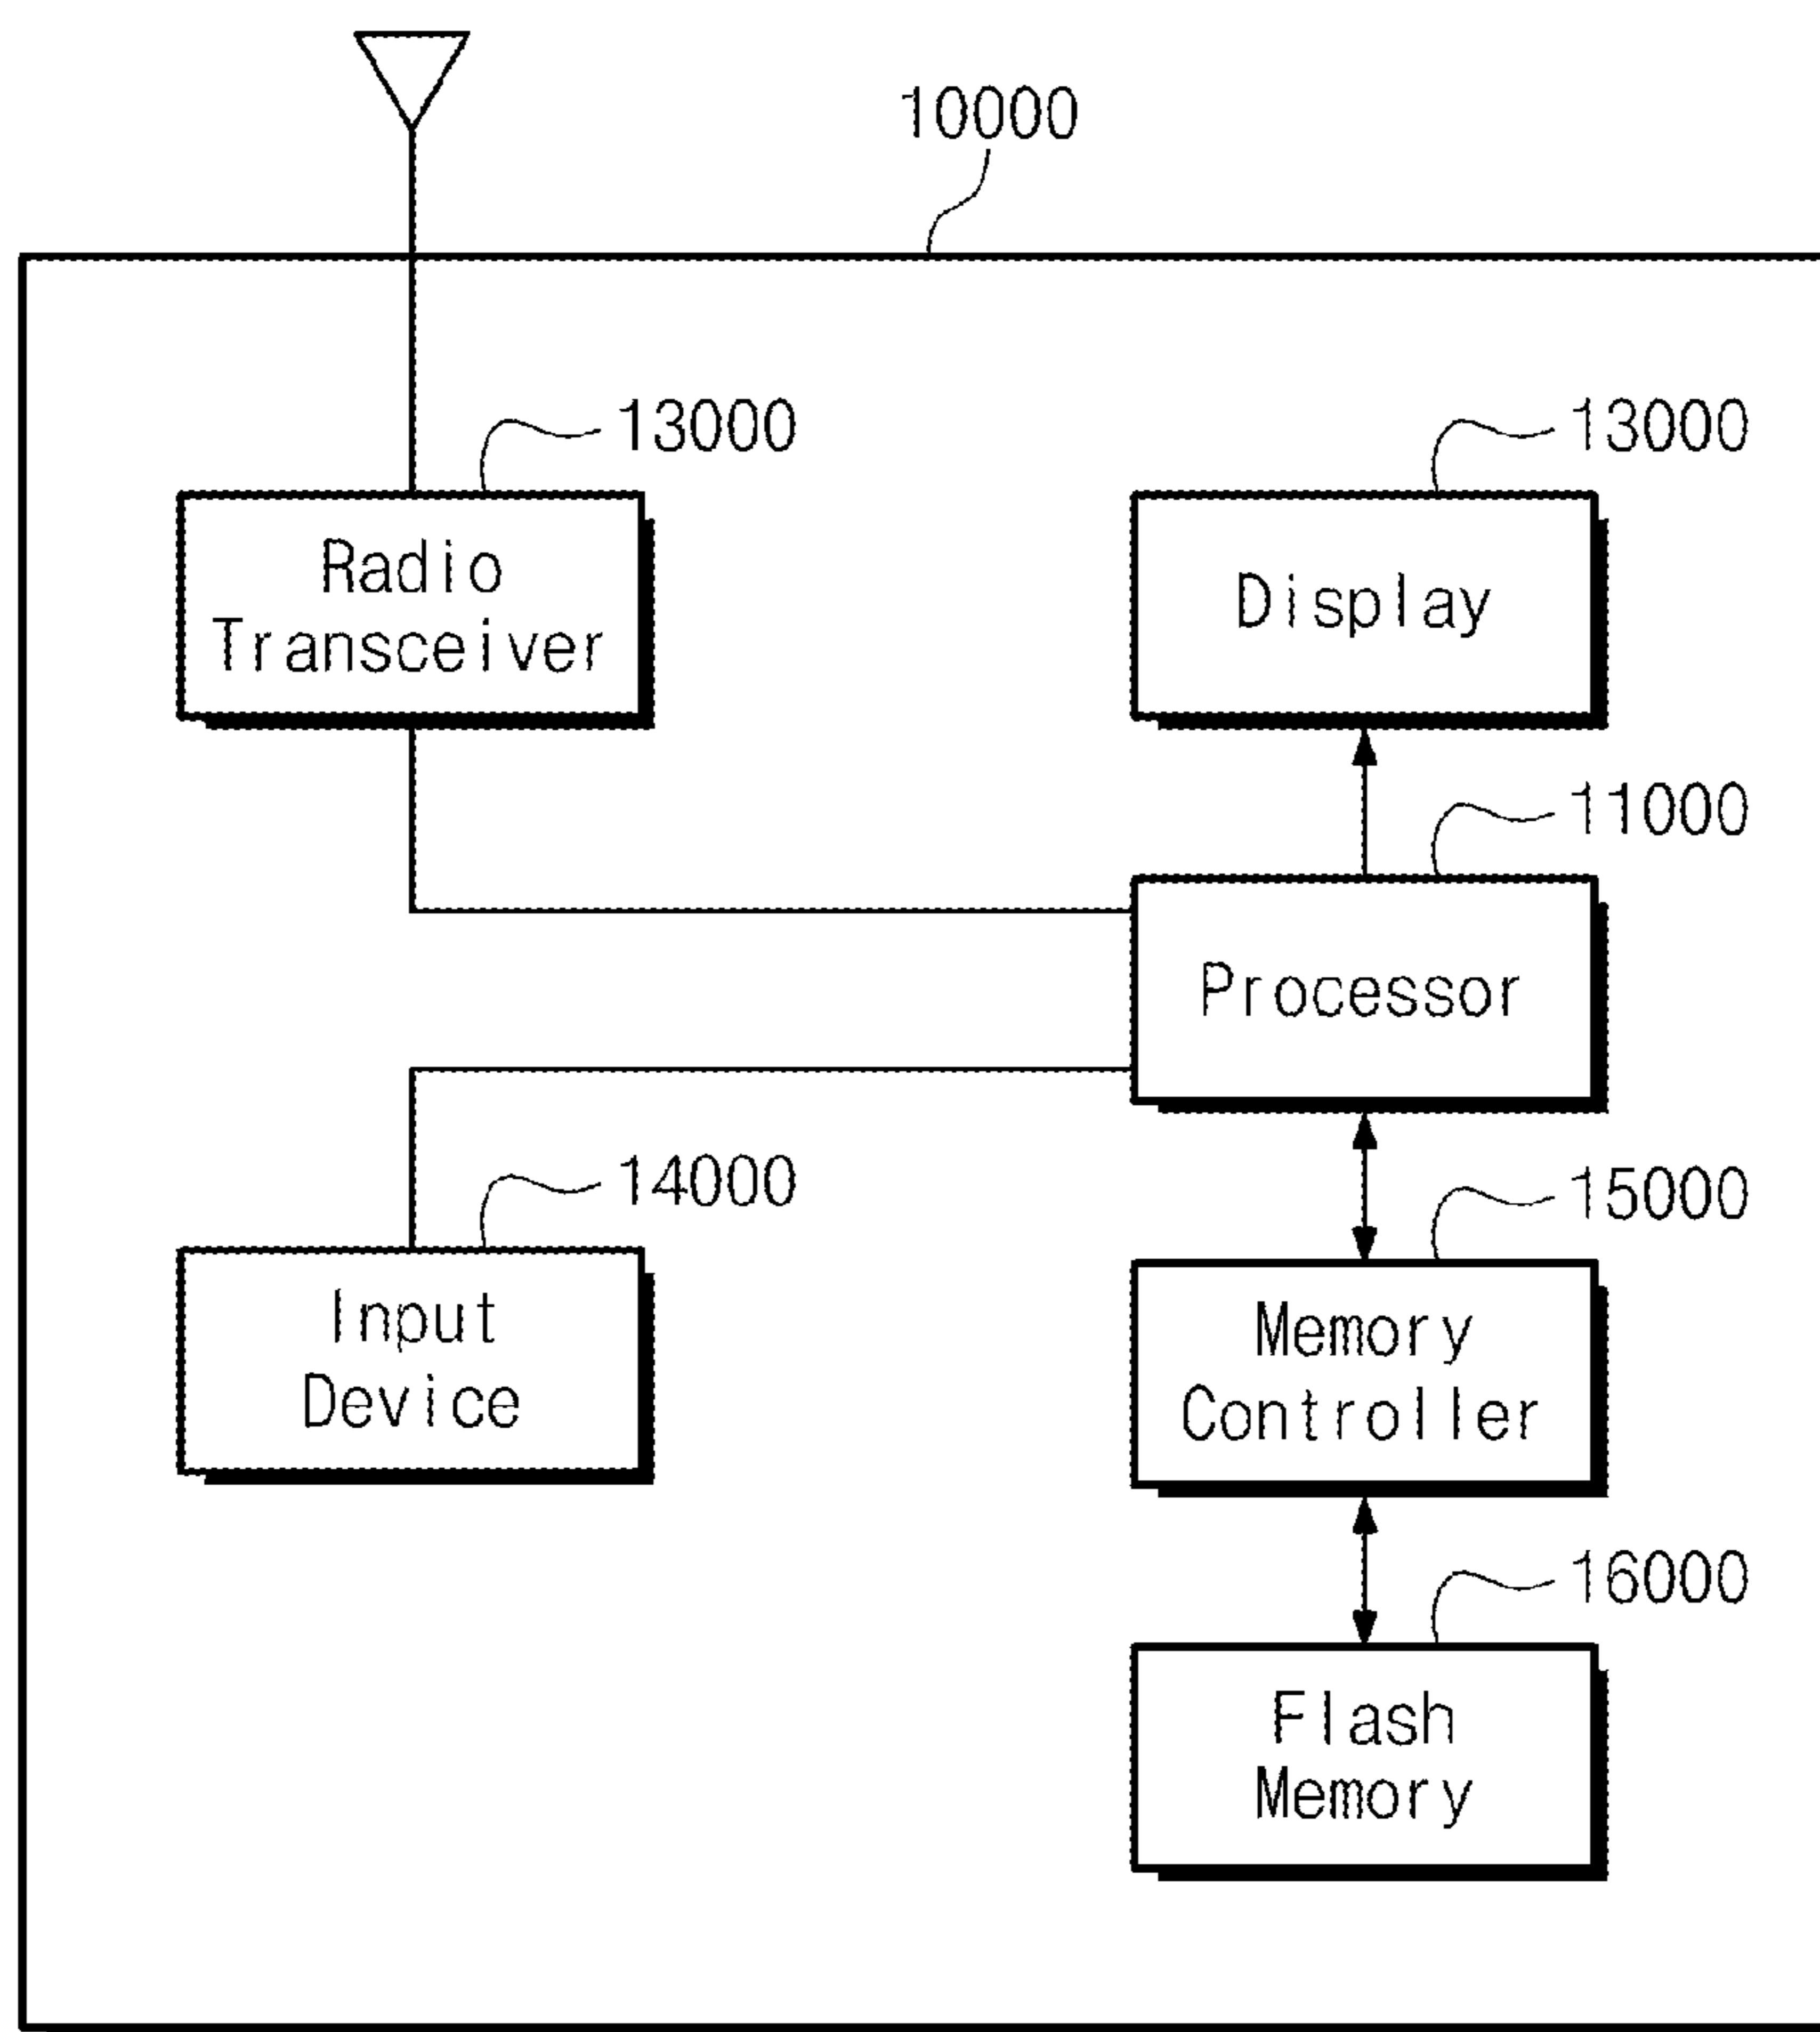 10000
13000
13000
Radio
Transceiver
Display
11000
Processor
14000
15000
Input
Device
Memory
Controller
16000
Flash
Memory